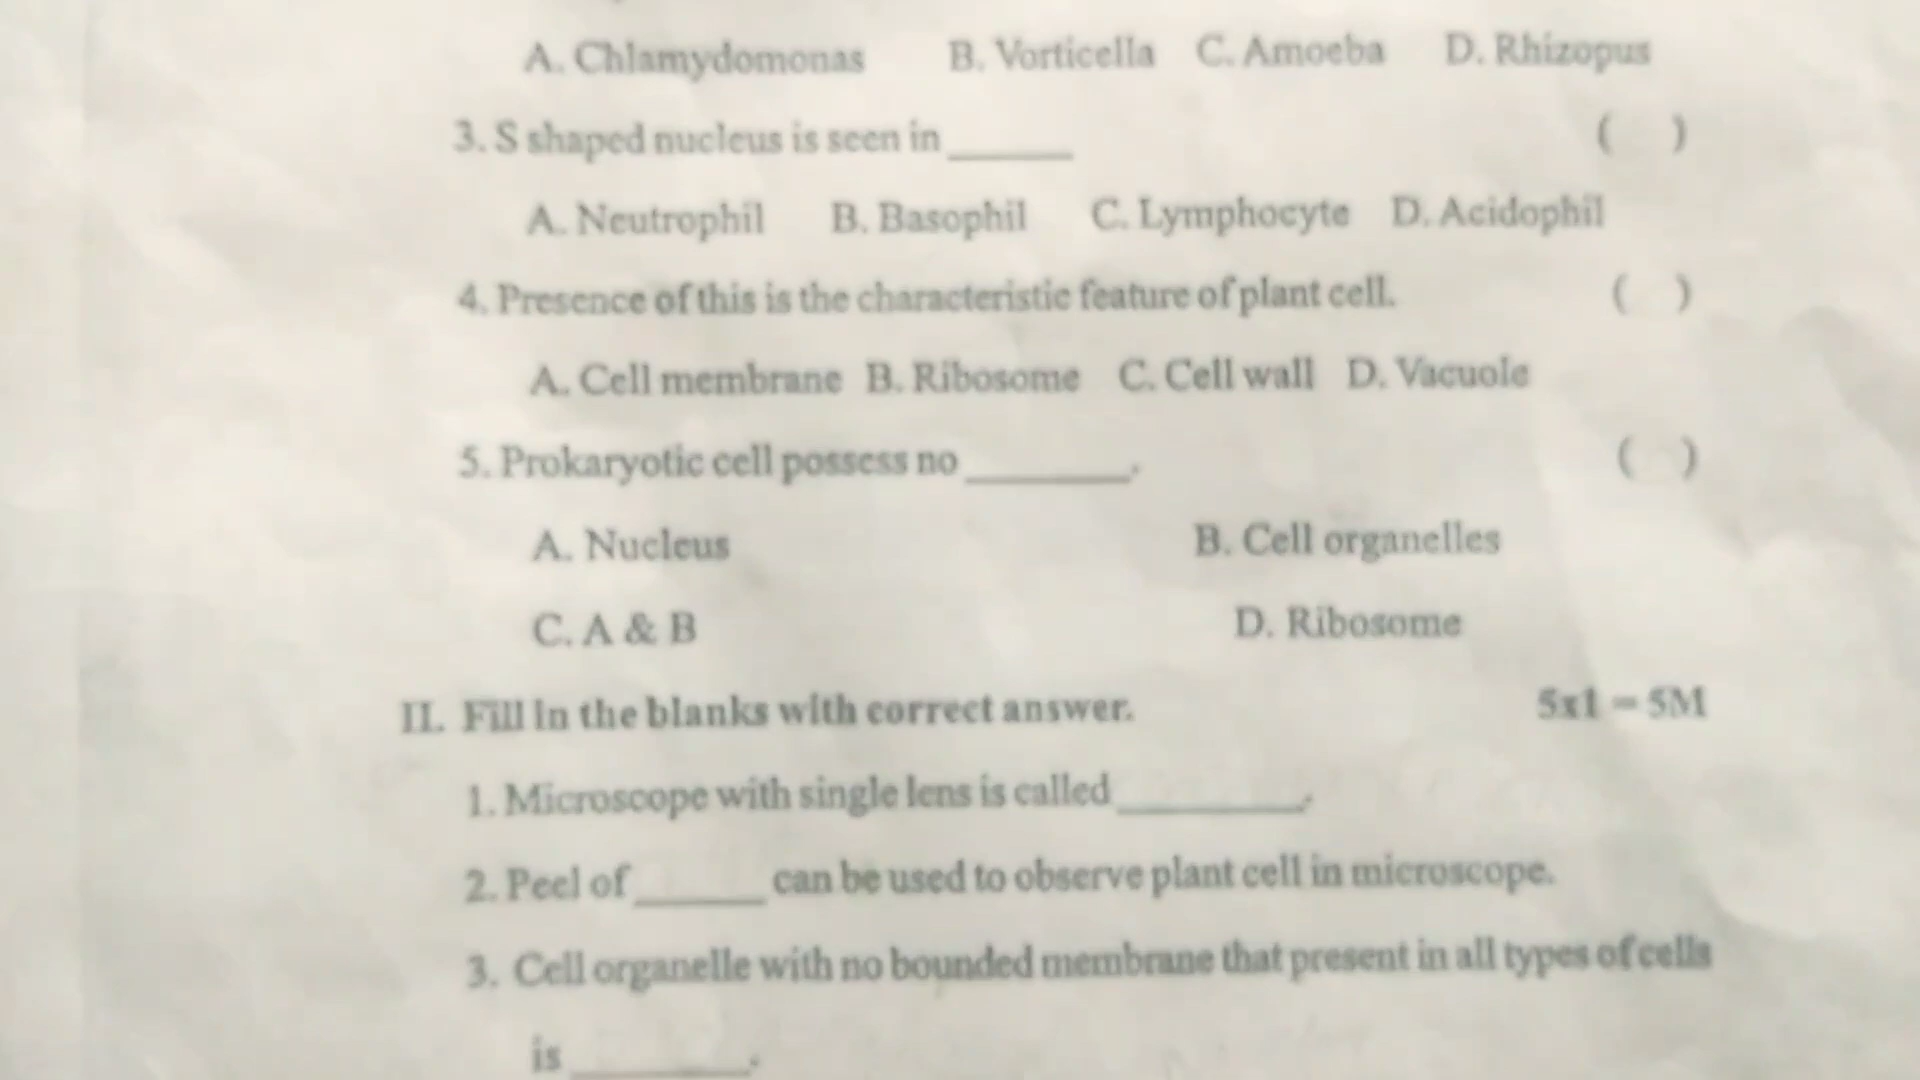 A. Chlamydomonas B. Vorticella C. Amoeba D. Rhizopus
3. S shaped nucleus is seen in ______ ( )
A. Neutrophil B. Basophil C. Lymphocyte D. Acidophil
4. Presence of this is the characteristic feature of plant cell. ( )
A. Cell membrane B. Ribosome C. Cell wall D. Vacuole
5. Prokaryotic cell possess no ________. ( )
A. Nucleus B. Cell organelles
C. A & B D. Ribosome
II. Fill in the blanks with correct answer. 5x1 = 5M
1. Microscope with single lens is called _________.
2. Peel of ______ can be used to observe plant cell in microscope.
3. Cell organelle with no bounded membrane that present in all types of cells
is ________.